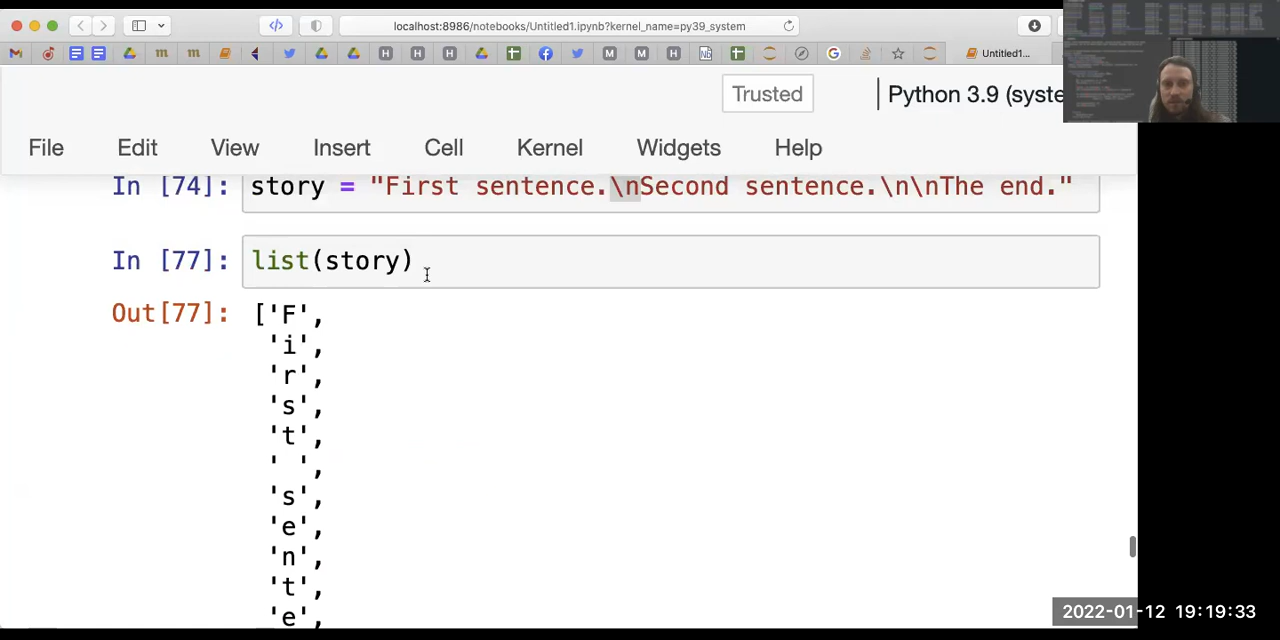 localhost:8986/notebooks/Untitled1.ipynb?kernel_name=py39_system
Untitled1...
Trusted
Python 3.9 (syste
File Edit View Insert Cell Kernel Widgets Help
In [74]: story = "First sentence.\nSecond sentence.\n\nThe end."
In [77]: list(story)
Out[77]: ['F',
'i',
'r',
's',
't',
' ',
's',
'e',
'n',
't',
'e',
2022-01-12 19:19:33